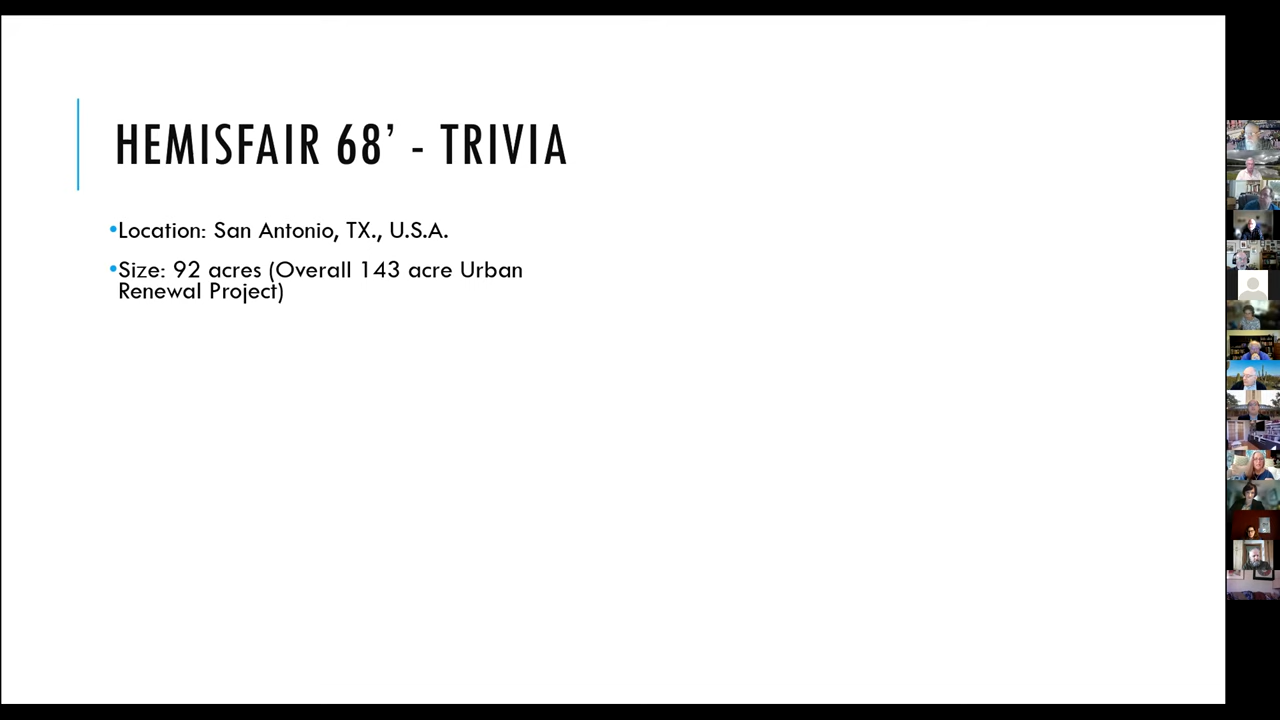 HEMISFAIR 68’ - TRIVIA
•Location: San Antonio, TX., U.S.A.
•Size: 92 acres (Overall 143 acre Urban
Renewal Project)